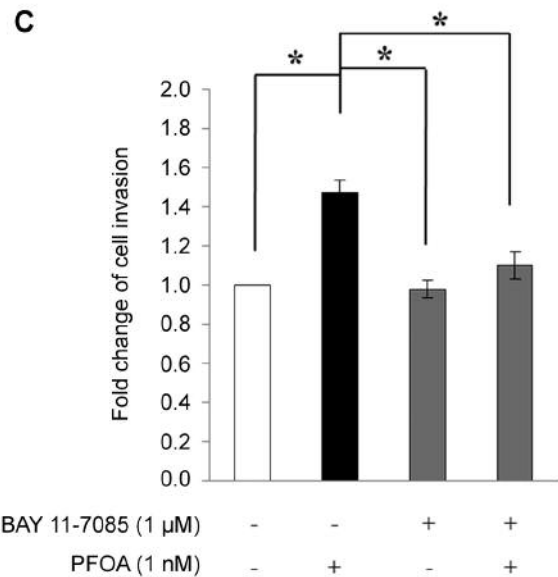 C
* * *
2.0
1.8
1.6
1.4
1.2
1.0
0.8
0.6
0.4
0.2
0.0
Fold change of cell invasion
BAY 11-7085 (1 µM) - - + +
PFOA (1 nM) - + - +